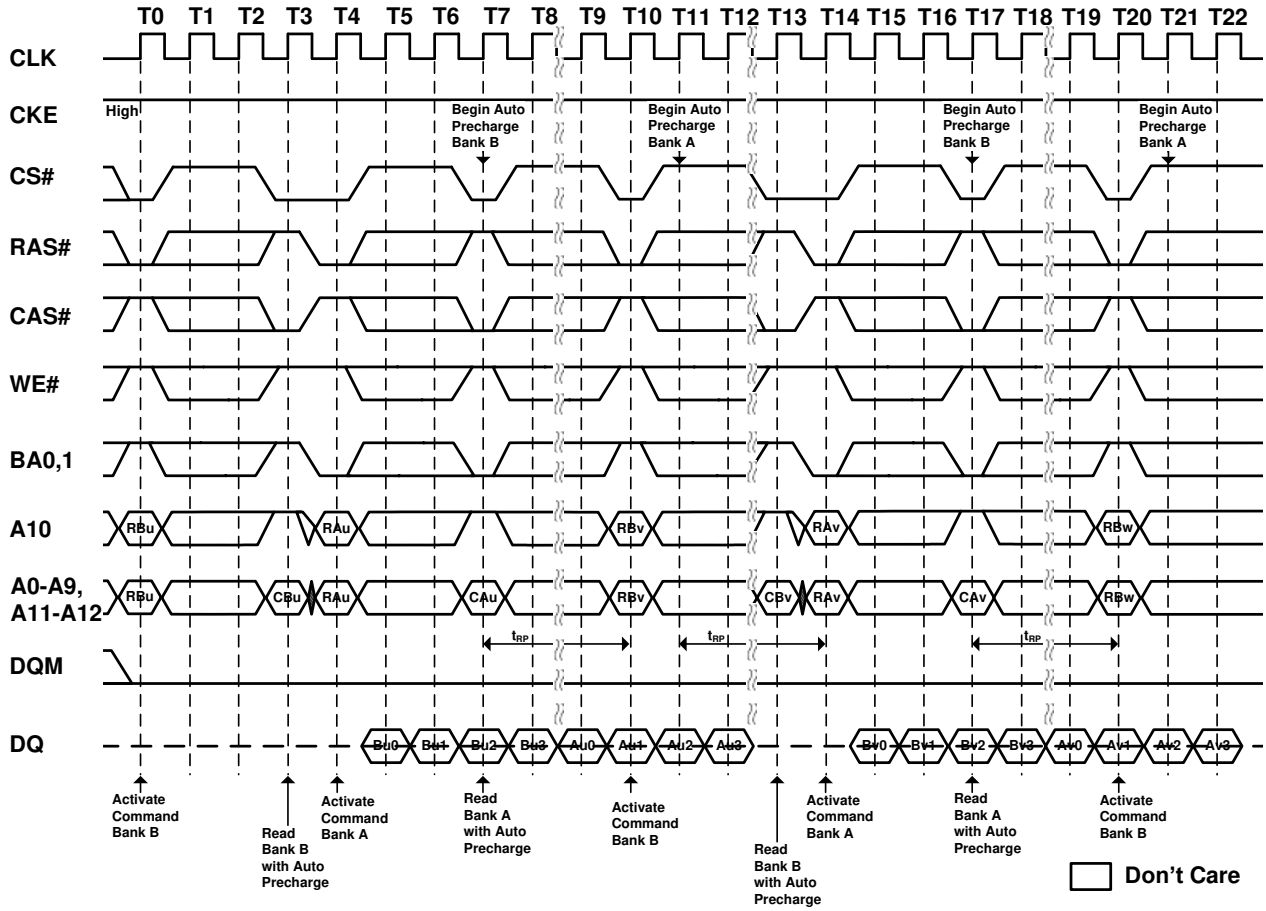 T0 T1 T2 T3 T4 T5 T6 T7 T8 T9 T10 T11 T12 T13 T14 T15 T16 T17 T18 T19 T20 T21 T22
CLK
CKE
High
Begin Auto
Precharge
Bank B
Begin Auto
Precharge
Bank A
Begin Auto
Precharge
Bank B
Begin Auto
Precharge
Bank A
CS#
RAS#
CAS#
WE#
BA0,1
A10
RBu RAu RBv RAv RBw
A0-A9,
A11-A12
RBu CBu RAu CAu RBv CBv RAv CAv RBw
tRP tRP tRP
DQM
DQ
Bu0 Bu1 Bu2 Bu3 Au0 Au1 Au2 Au3 Bv0 Bv1 Bv2 Bv3 Av0 Av1 Av2 Av3
Activate
Command
Bank B
Read
Bank B
with Auto
Precharge
Activate
Command
Bank A
Read
Bank A
with Auto
Precharge
Activate
Command
Bank B
Read
Bank B
with Auto
Precharge
Activate
Command
Bank A
Read
Bank A
with Auto
Precharge
Activate
Command
Bank B
Don't Care